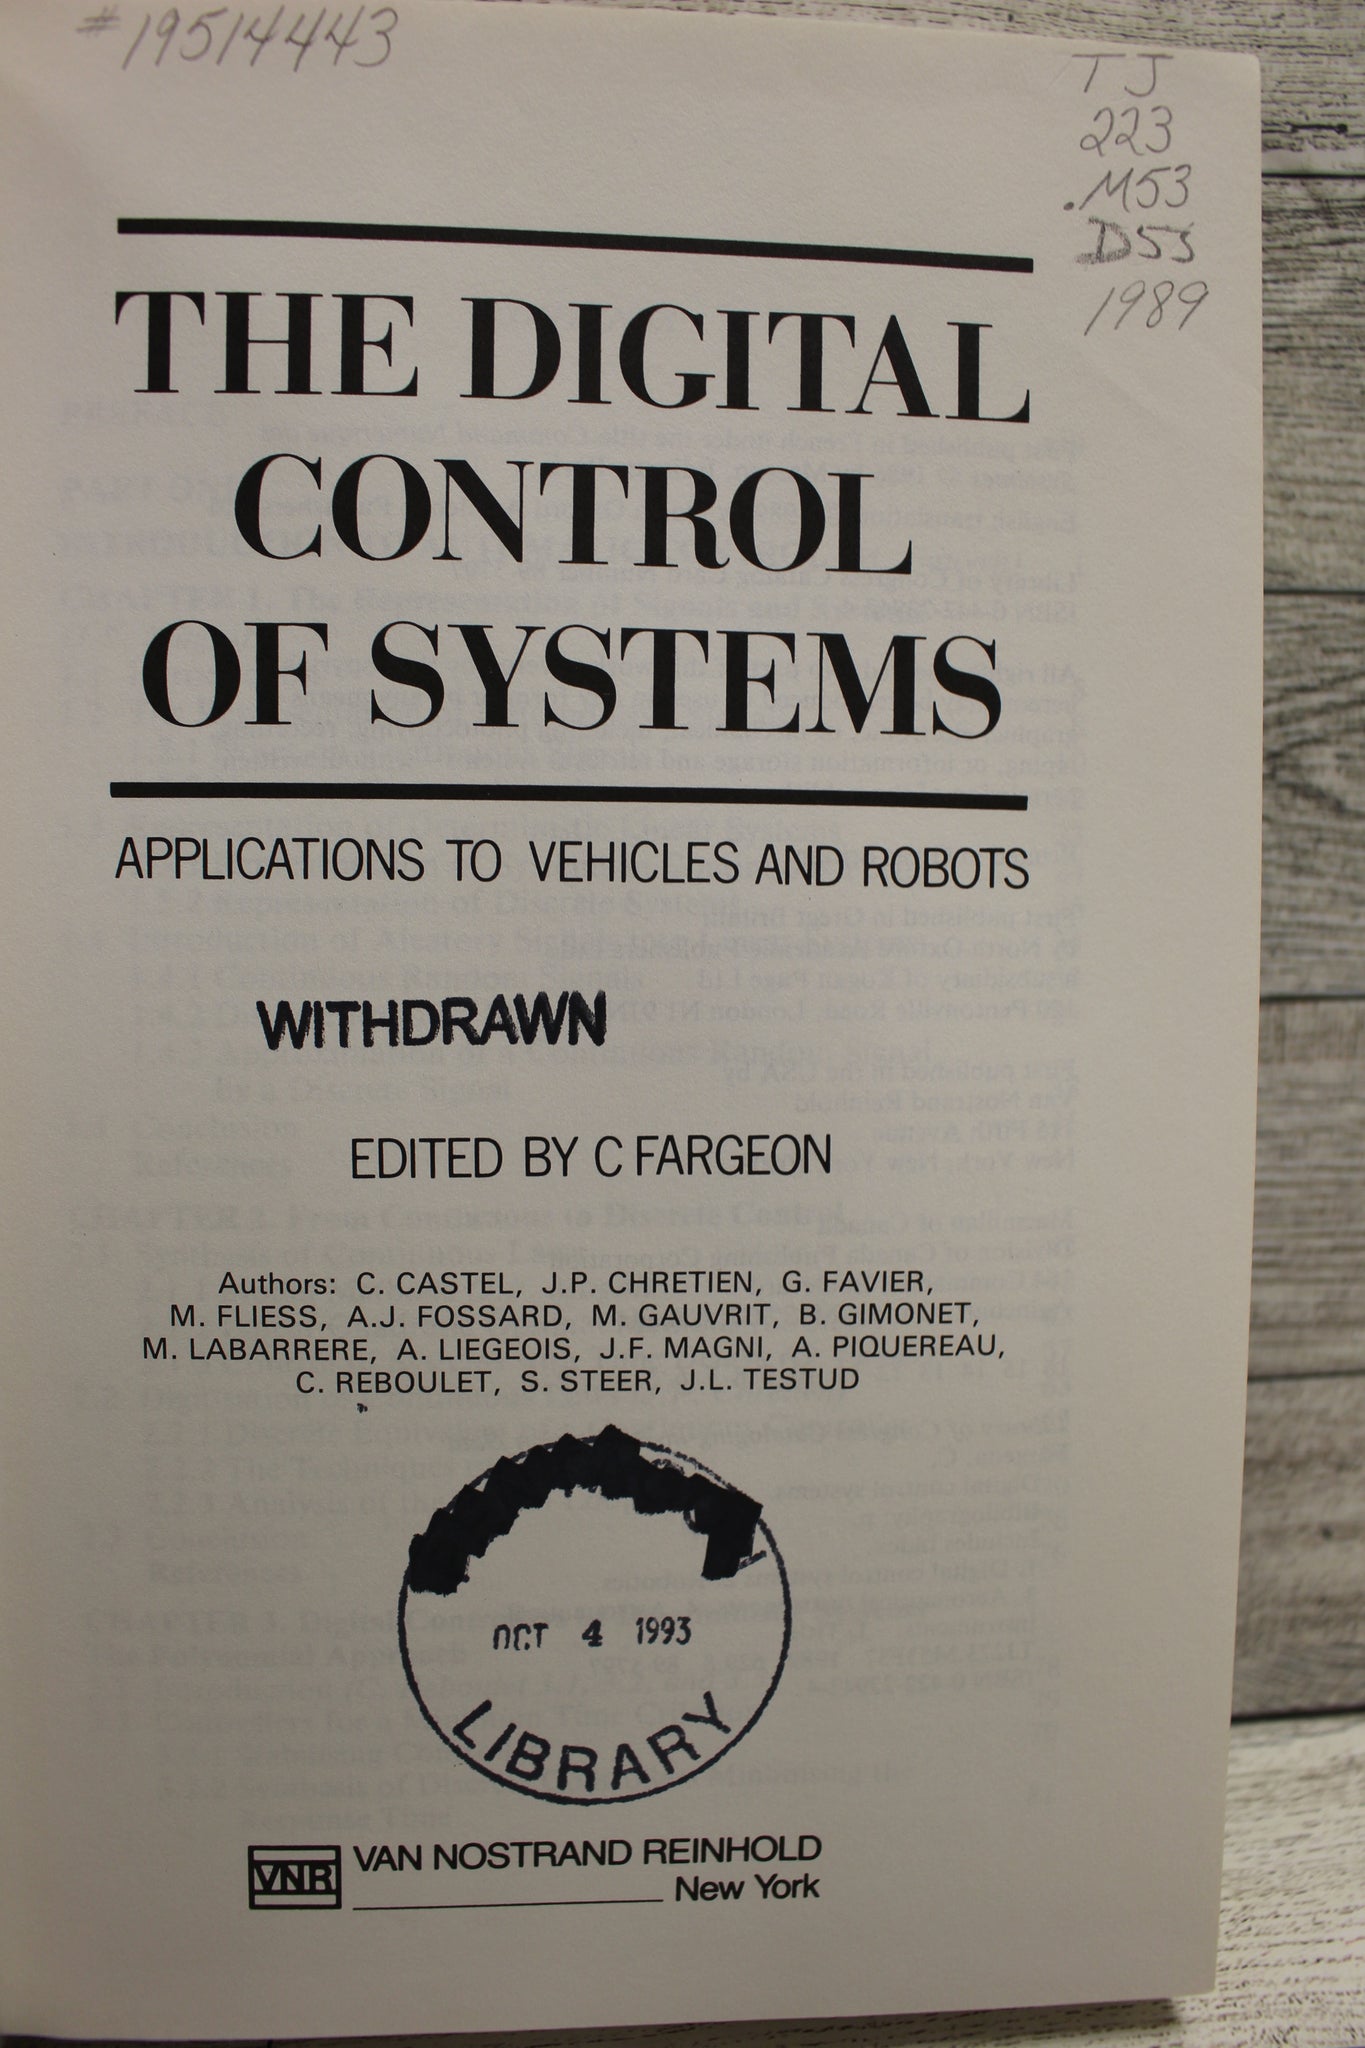 #19514443
TJ
223
.M53
D53
1989
THE DIGITAL
CONTROL
OF SYSTEMS
APPLICATIONS TO VEHICLES AND ROBOTS
WITHDRAWN
EDITED BY C FARGEON
Authors: C. CASTEL, J.P. CHRETIEN, G. FAVIER,
M. FLIESS, A.J. FOSSARD, M. GAUVRIT, B. GIMONET,
M. LABARRERE, A. LIEGEOIS, J.F. MAGNI, A. PIQUEREAU,
C. REBOULET, S. STEER, J.L. TESTUD
OCT 4 1993
LIBRARY
VNR VAN NOSTRAND REINHOLD
New York